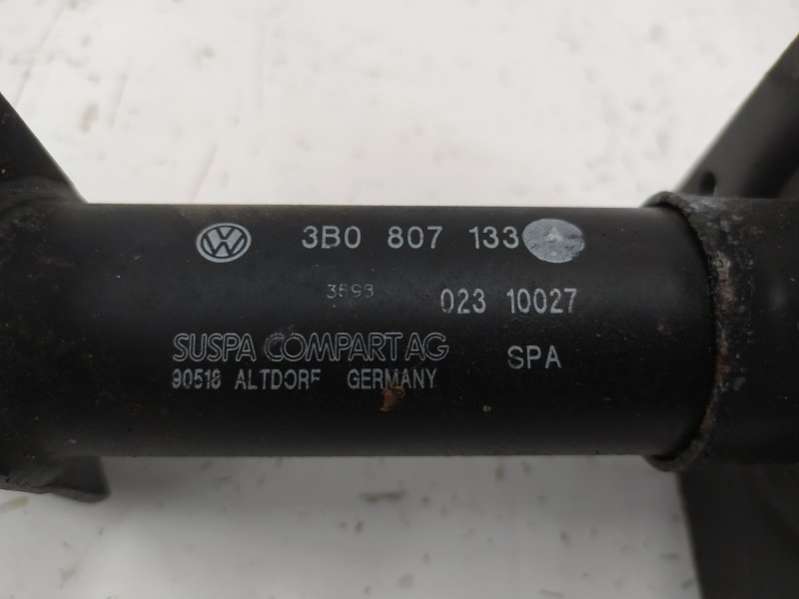 VW 3B0 807 133
3593 023 10027
SUSPA COMPART AG SPA
90518 ALTDORF GERMANY